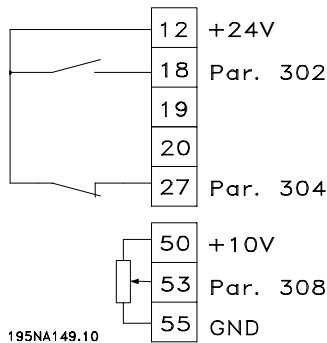 12 +24V
18 Par. 302
19
20
27 Par. 304
50 +10V
53 Par. 308
55 GND
195NA149.10